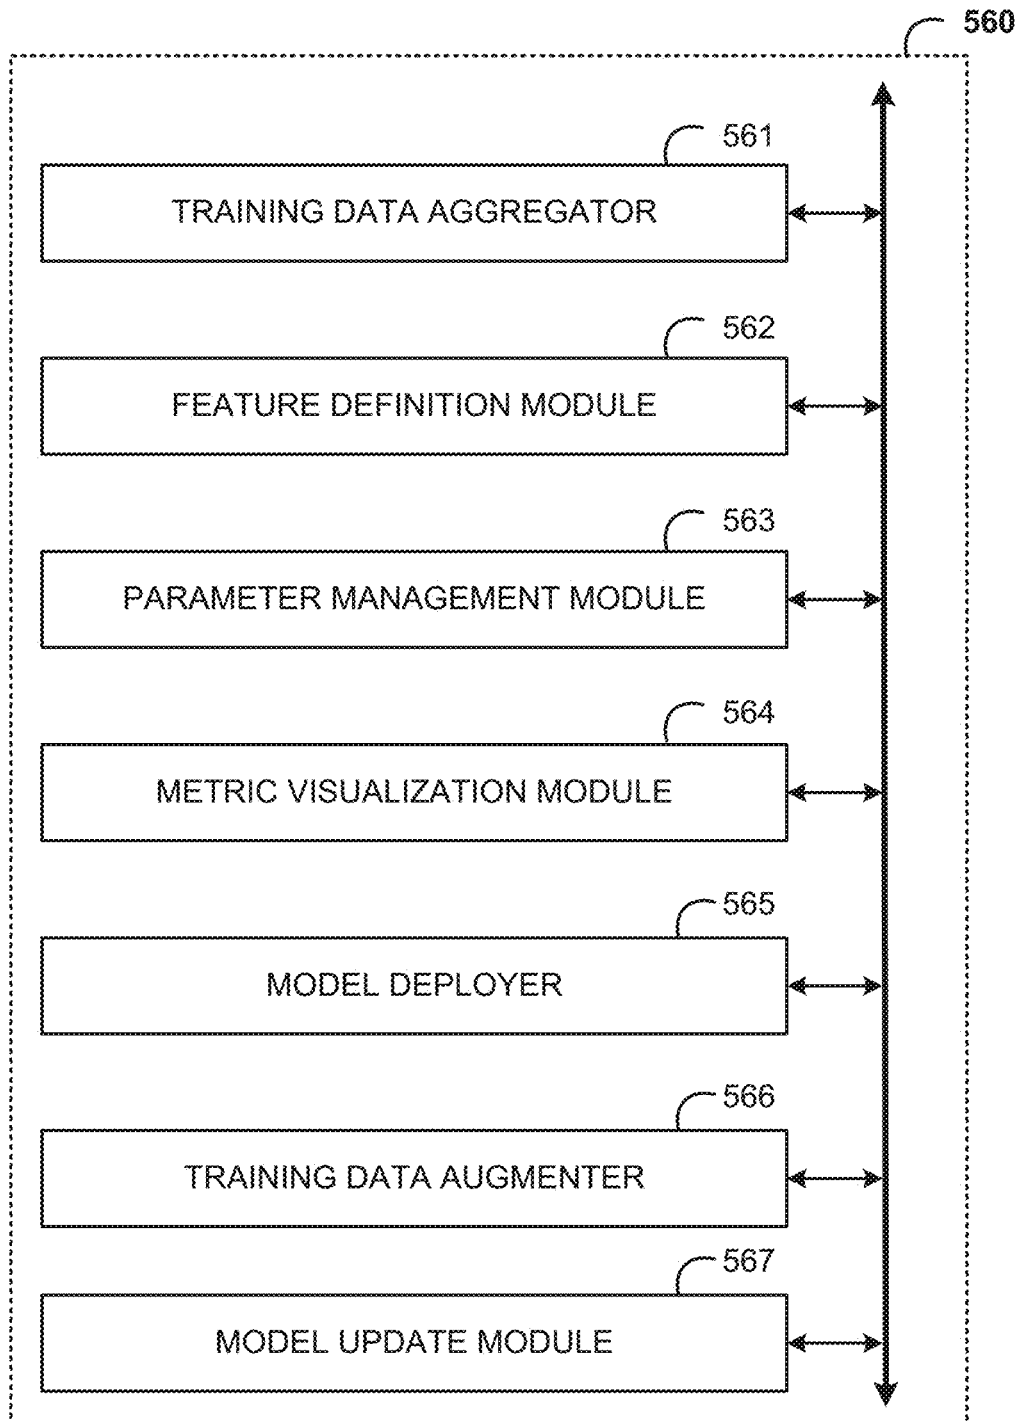 560
561
TRAINING DATA AGGREGATOR
562
FEATURE DEFINITION MODULE
563
PARAMETER MANAGEMENT MODULE
564
METRIC VISUALIZATION MODULE
565
MODEL DEPLOYER
566
TRAINING DATA AUGMENTER
567
MODEL UPDATE MODULE